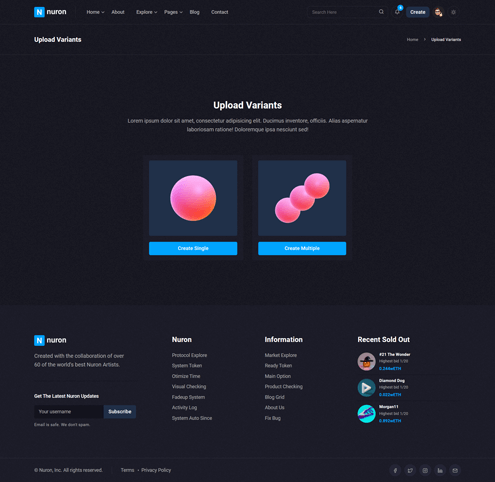 N nuron Home About Explore Pages Blog Contact Search Here Create
Upload Variants Home Upload Variants
Upload Variants
Lorem ipsum dolor sit amet, consectetur adipisicing elit. Ducimus inventore, officiis. Alias aspernatur
laboriosam ratione! Doloremque ipsa nesciunt sed!
Create Single Create Multiple
N nuron
Created with the collaboration of over
60 of the world's best Nuron Artists.
Get The Latest Nuron Updates
Your username Subscribe
Email is safe. We don't spam.
Nuron
Protocol Explore
System Token
Otimize Time
Visual Checking
Fadeup System
Activity Log
System Auto Since
Information
Market Explore
Ready Token
Main Option
Product Checking
Blog Grid
About Us
Fix Bug
Recent Sold Out
#21 The Wonder
Highest bid 1/20
0.244wETH
Diamond Dog
Highest bid 1/20
0.022wETH
Morgan11
Highest bid 1/20
0.892wETH
© Nuron, Inc. All rights reserved. Terms Privacy Policy